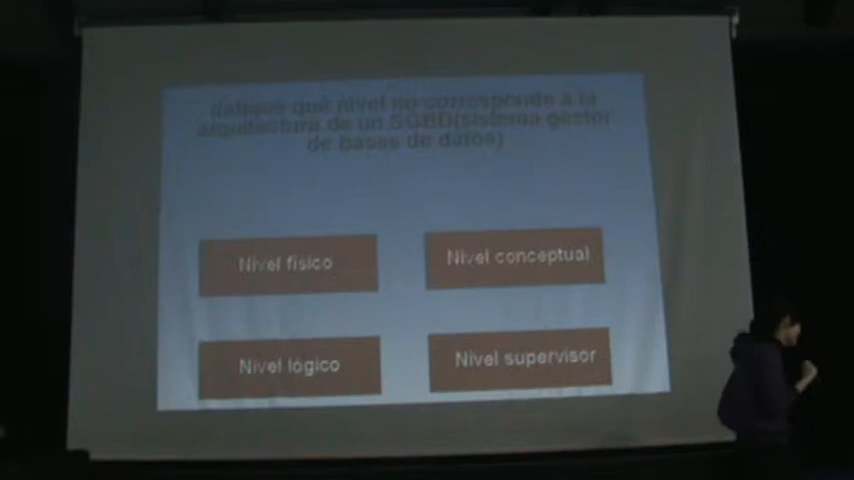 Indique qué nivel no corresponde a la
arquitectura de un SGBD(sistema gestor
de bases de datos)
Nivel físico
Nivel conceptual
Nivel lógico
Nivel supervisor